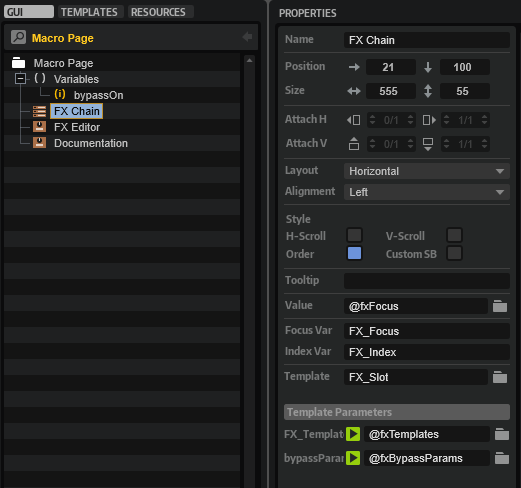 GUI TEMPLATES RESOURCES
Macro Page
Macro Page
( ) Variables
(i) bypassOn
FX Chain
FX Editor
Documentation
PROPERTIES
Name FX Chain
Position 21 100
Size 555 55
Attach H 0/1 1/1
Attach V 0/1 1/1
Layout Horizontal
Alignment Left
Style
H-Scroll V-Scroll
Order Custom SB
Tooltip
Value @fxFocus
Focus Var FX_Focus
Index Var FX_Index
Template FX_Slot
Template Parameters
FX_Templat @fxTemplates
bypassPara @fxBypassParams